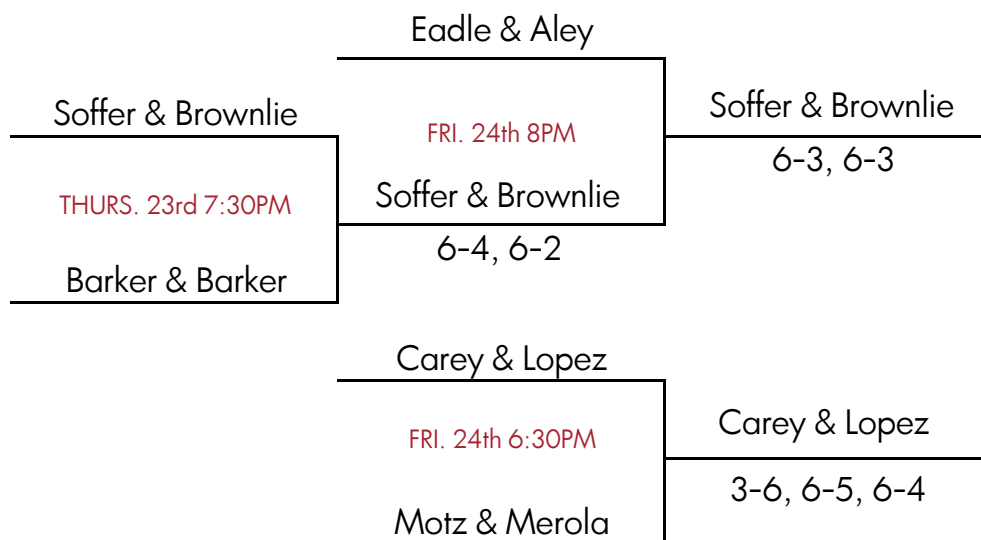 Eadle & Aley
Soffer & Brownlie
FRI. 24th 8PM
Soffer & Brownlie
6-3, 6-3
THURS. 23rd 7:30PM
Soffer & Brownlie
6-4, 6-2
Barker & Barker
Carey & Lopez
FRI. 24th 6:30PM
Carey & Lopez
3-6, 6-5, 6-4
Motz & Merola